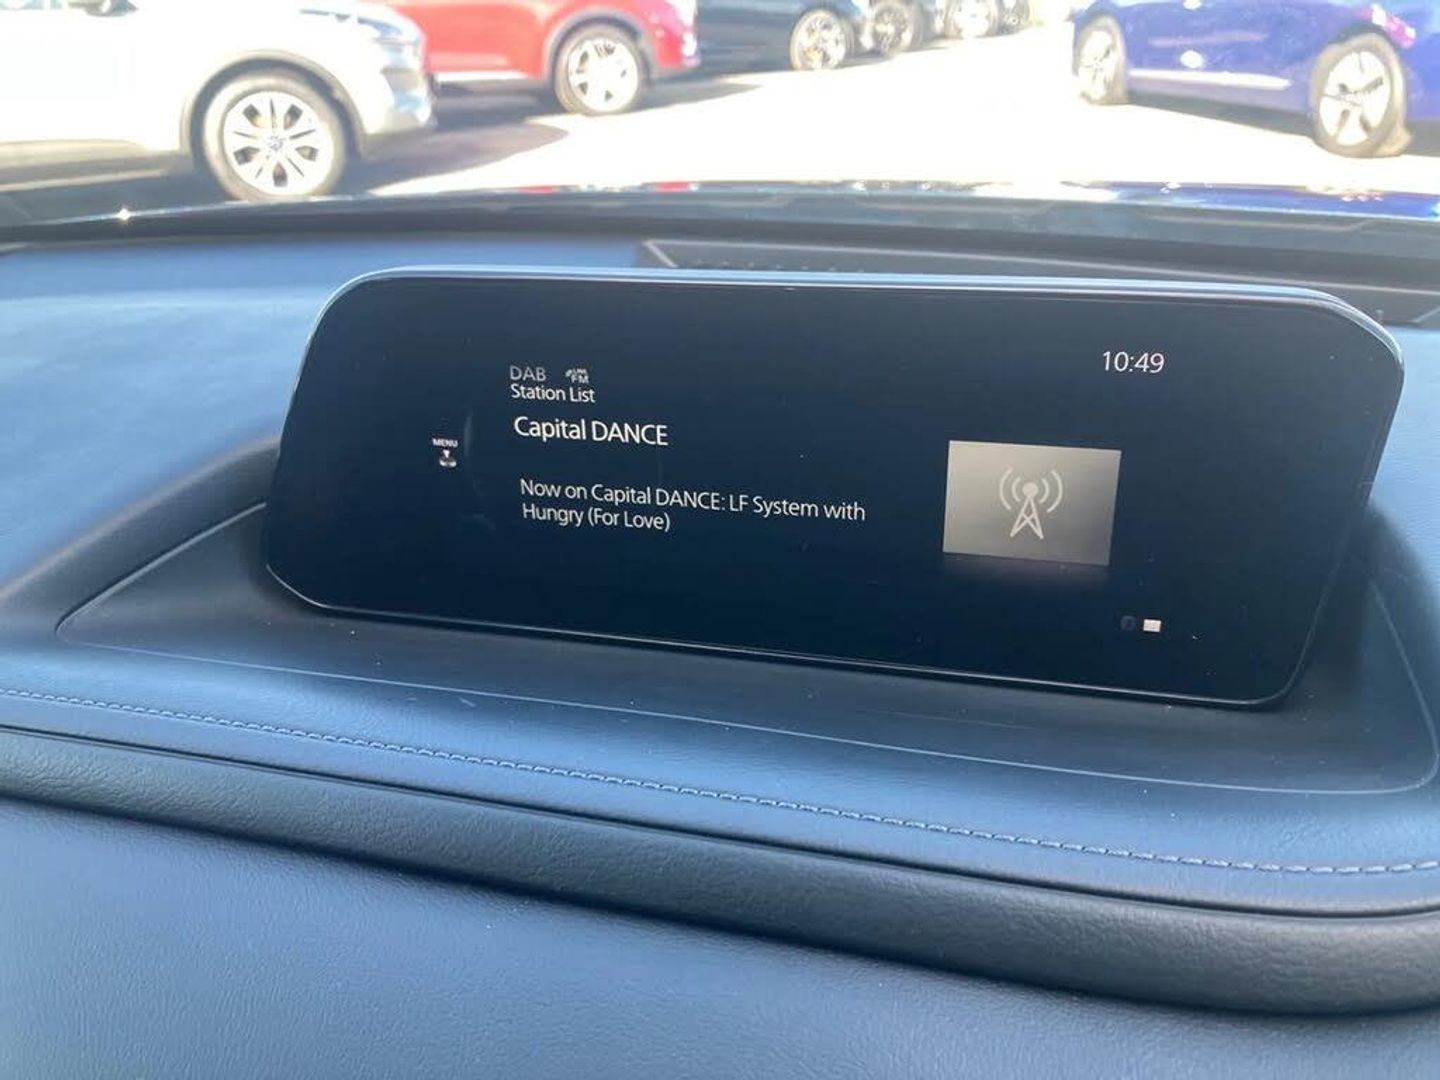 10:49
DAB LINK FM
Station List
Capital DANCE
MENU
Now on Capital DANCE: LF System with
Hungry (For Love)